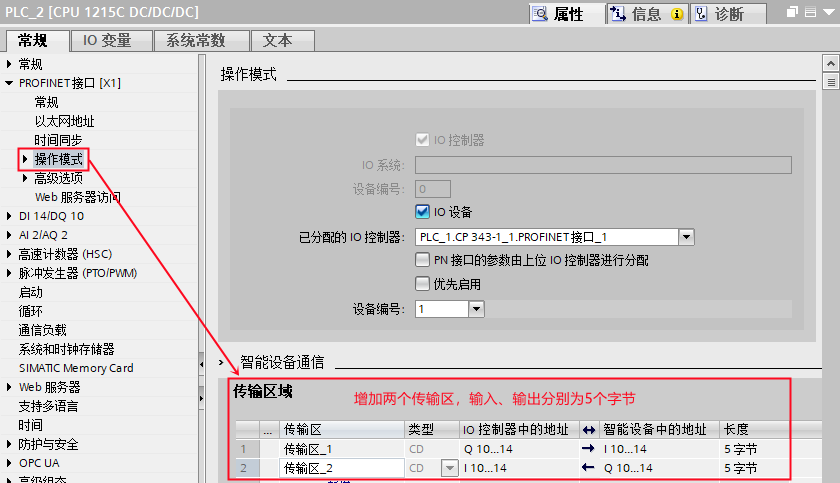 PLC_2 [CPU 1215C DC/DC/DC]
属性 信息 诊断
常规 IO 变量 系统常数 文本
常规
PROFINET接口 [X1]
常规
以太网地址
时间同步
操作模式
高级选项
Web 服务器访问
DI 14/DQ 10
AI 2/AQ 2
高速计数器 (HSC)
脉冲发生器 (PTO/PWM)
启动
循环
通信负载
系统和时钟存储器
SIMATIC Memory Card
Web 服务器
支持多语言
时间
防护与安全
OPC UA
高级组态
操作模式
IO 控制器
IO 系统:
设备编号: 0
IO 设备
已分配的 IO 控制器: PLC_1.CP 343-1_1.PROFINET接口_1
PN 接口的参数由上位 IO 控制器进行分配
优先启用
设备编号: 1
智能设备通信
传输区域
增加两个传输区，输入、输出分别为5个字节
... 传输区 类型 IO 控制器中的地址 ↔ 智能设备中的地址 长度
1 传输区_1 CD Q 10...14 → I 10...14 5 字节
2 传输区_2 CD I 10...14 ← Q 10...14 5 字节